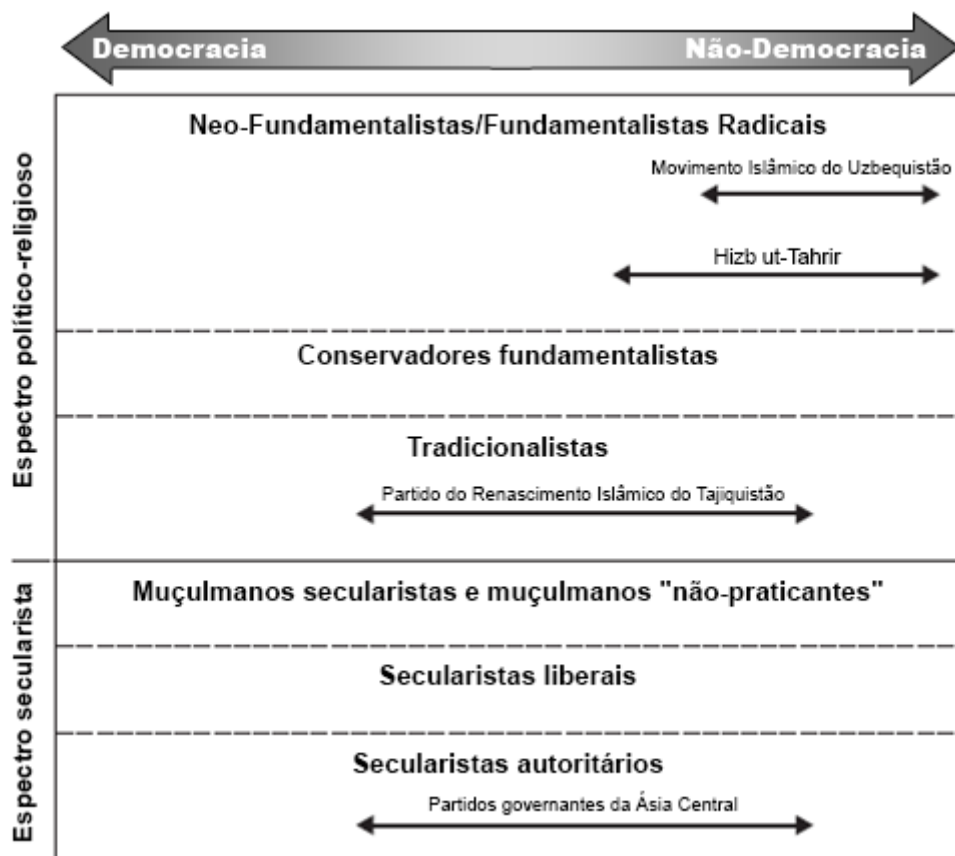 Democracia
Não-Democracia
Espectro político-religioso
Neo-Fundamentalistas/Fundamentalistas Radicais
Movimento Islâmico do Uzbequistão
Hizb ut-Tahrir
Conservadores fundamentalistas
Tradicionalistas
Partido do Renascimento Islâmico do Tajiquistão
Espectro secularista
Muçulmanos secularistas e muçulmanos "não-praticantes"
Secularistas liberais
Secularistas autoritários
Partidos governantes da Ásia Central